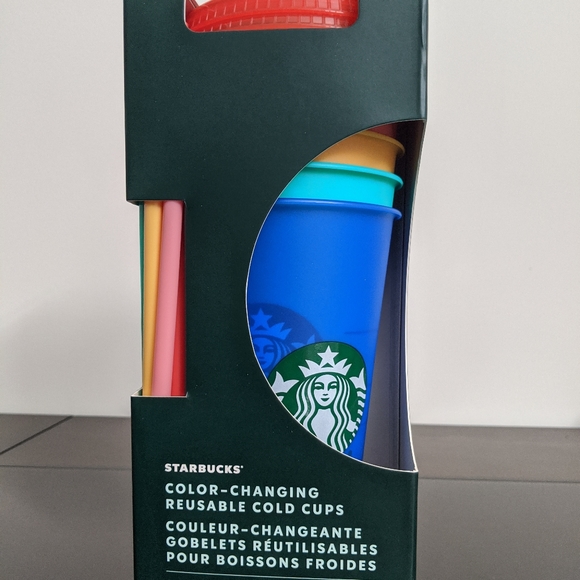 STARBUCKS®
COLOR-CHANGING
REUSABLE COLD CUPS
COULEUR-CHANGEANTE
GOBELETS RÉUTILISABLES
POUR BOISSONS FROIDES